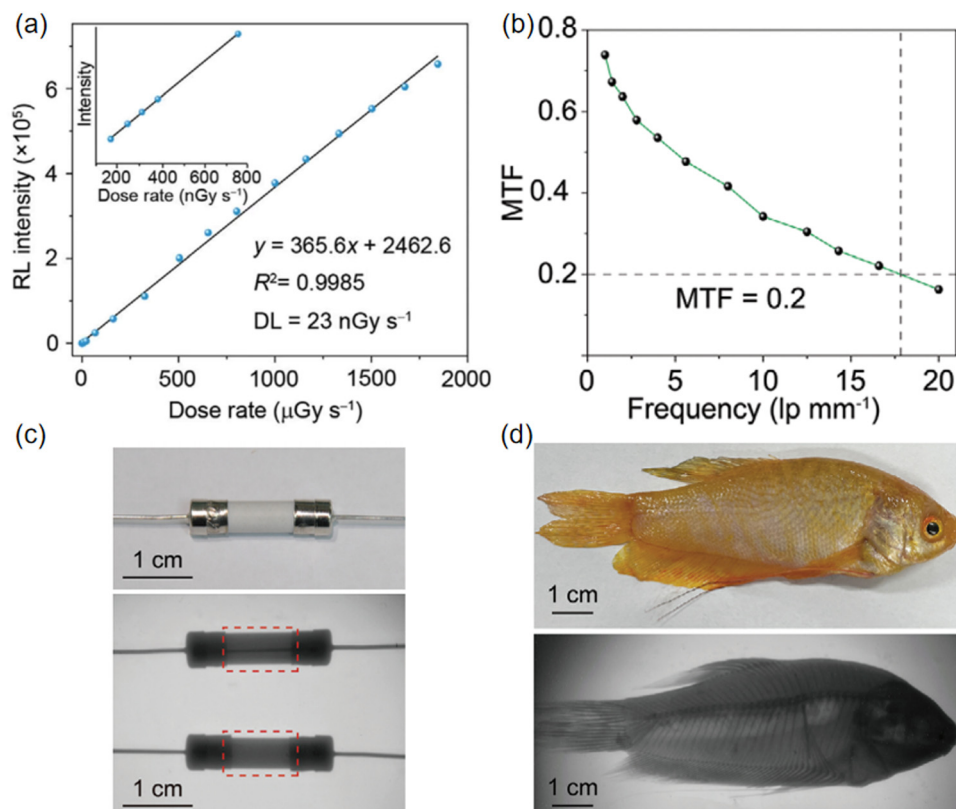 (a)
Intensity
200 400 600 800
Dose rate (nGy s⁻¹)
RL intensity (×10⁵)
6
4
2
0
y = 365.6x + 2462.6
R²= 0.9985
DL = 23 nGy s⁻¹
0 500 1000 1500 2000
Dose rate (μGy s⁻¹)
(b)
MTF
0.8
0.6
0.4
0.2
0
MTF = 0.2
0 5 10 15 20
Frequency (lp mm⁻¹)
(c)
1 cm
1 cm
(d)
1 cm
1 cm